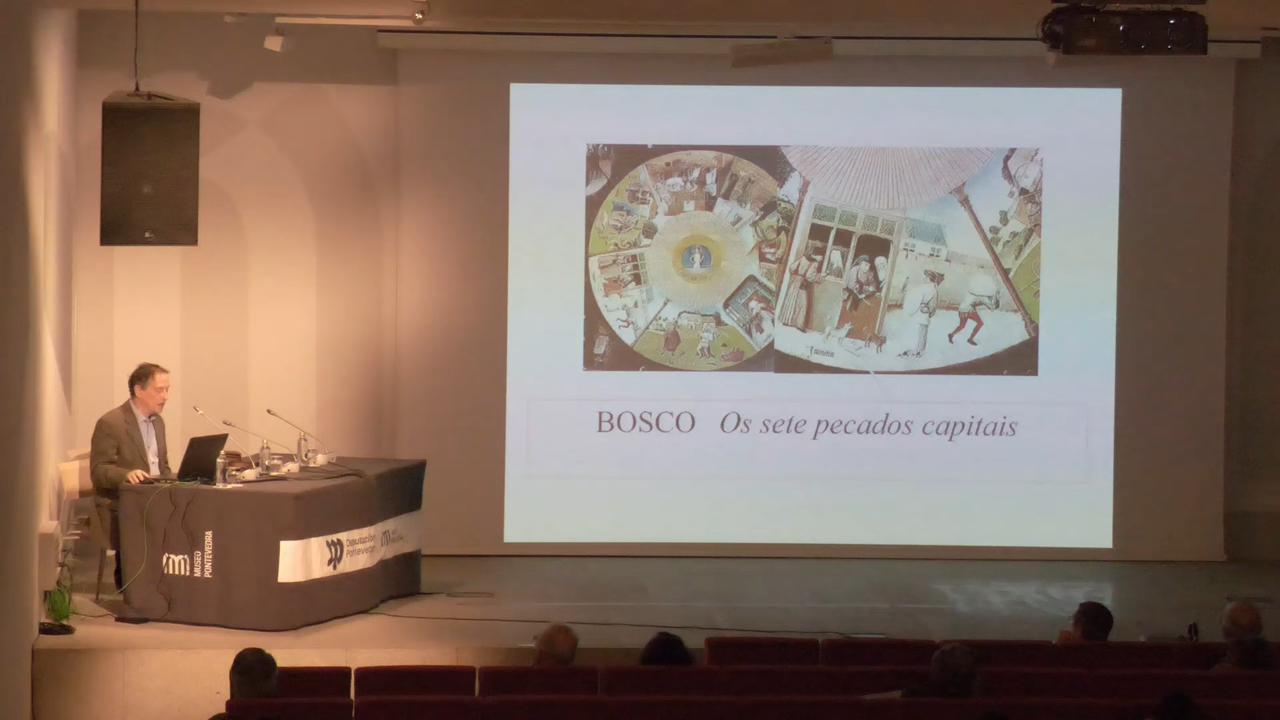 BOSCO Os sete pecados capitais
MUSEO
PONTEVEDRA
Deputación
Pontevedra